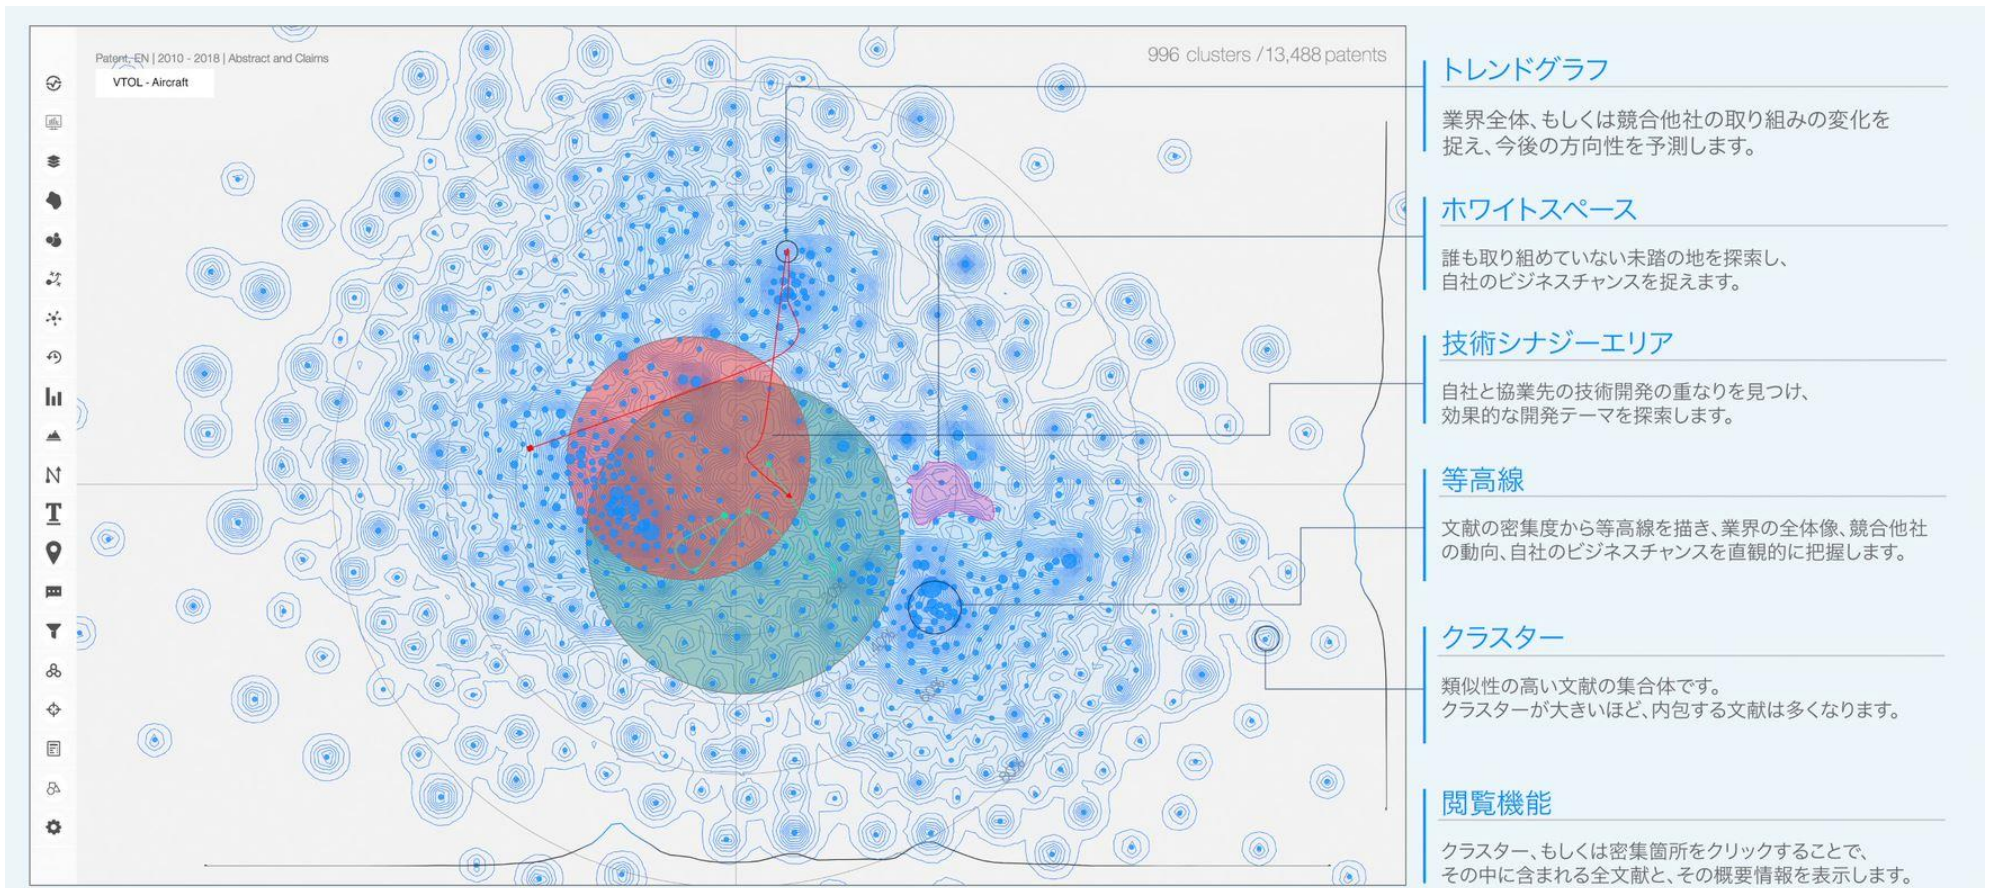 Patent, EN | 2010 - 2018 | Abstract and Claims
VTOL - Aircraft
996 clusters /13,488 patents
40%
60%
80%
トレンドグラフ
業界全体、もしくは競合他社の取り組みの変化を
捉え、今後の方向性を予測します。
ホワイトスペース
誰も取り組めていない未踏の地を探索し、
自社のビジネスチャンスを捉えます。
技術シナジーエリア
自社と協業先の技術開発の重なりを見つけ、
効果的な開発テーマを探索します。
等高線
文献の密集度から等高線を描き、業界の全体像、競合他社
の動向、自社のビジネスチャンスを直観的に把握します。
クラスター
類似性の高い文献の集合体です。
クラスターが大きいほど、内包する文献は多くなります。
閲覧機能
クラスター、もしくは密集箇所をクリックすることで、
その中に含まれる全文献と、その概要情報を表示します。